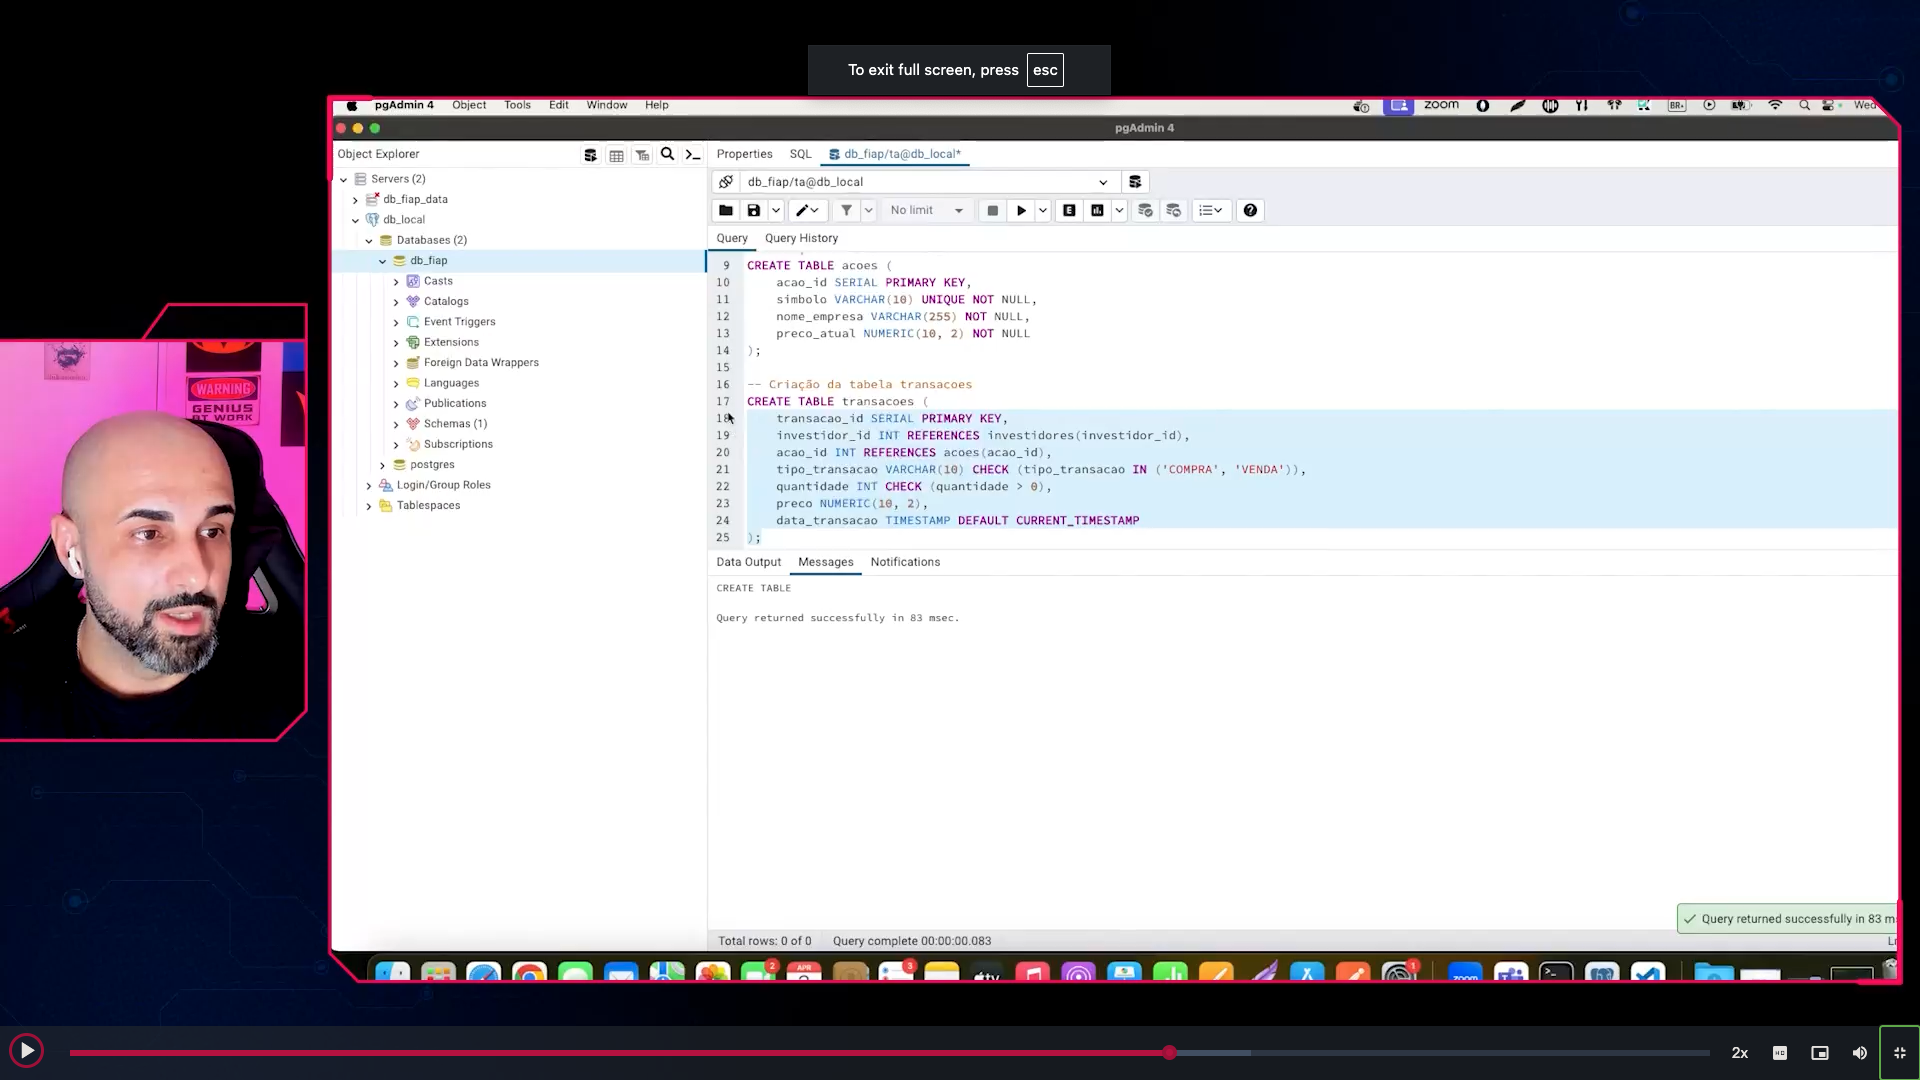 To exit full screen, press esc
pgAdmin 4 Object Tools Edit Window Help
zoom BR Wed
pgAdmin 4
Object Explorer
Properties SQL db_fiap/ta@db_local*
Servers (2)
db_fiap_data
db_local
Databases (2)
db_fiap
Casts
Catalogs
Event Triggers
Extensions
Foreign Data Wrappers
Languages
Publications
Schemas (1)
Subscriptions
postgres
Login/Group Roles
Tablespaces
db_fiap/ta@db_local
No limit
E
Query Query History
9 CREATE TABLE acoes (
10 acao_id SERIAL PRIMARY KEY,
11 simbolo VARCHAR(10) UNIQUE NOT NULL,
12 nome_empresa VARCHAR(255) NOT NULL,
13 preco_atual NUMERIC(10, 2) NOT NULL
14 );
15
16 -- Criação da tabela transacoes
17 CREATE TABLE transacoes (
18 transacao_id SERIAL PRIMARY KEY,
19 investidor_id INT REFERENCES investidores(investidor_id),
20 acao_id INT REFERENCES acoes(acao_id),
21 tipo_transacao VARCHAR(10) CHECK (tipo_transacao IN ('COMPRA', 'VENDA')),
22 quantidade INT CHECK (quantidade > 0),
23 preco NUMERIC(10, 2),
24 data_transacao TIMESTAMP DEFAULT CURRENT_TIMESTAMP
25 );
Data Output Messages Notifications
CREATE TABLE
Query returned successfully in 83 msec.
WARNING
GENIUS
AT WORK
Query returned successfully in 83 ms
Total rows: 0 of 0 Query complete 00:00:00.083
2 APR 3 tv 1 zoom
2x HD